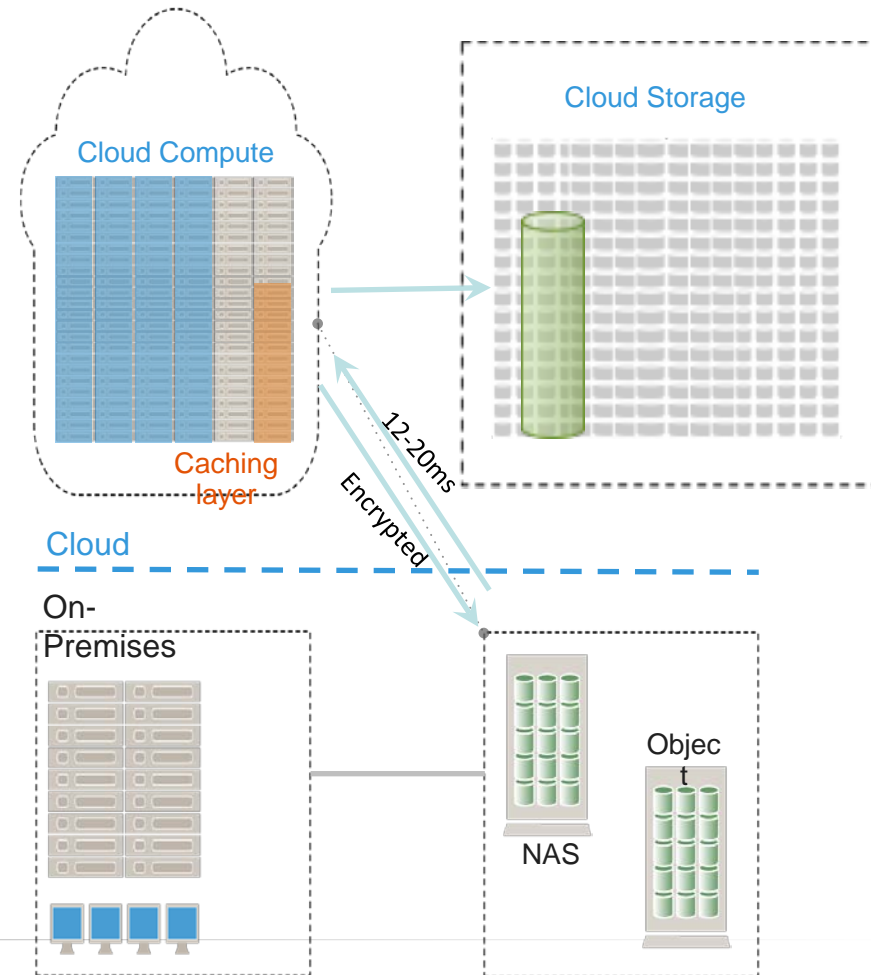 Cloud Storage
Cloud Compute
Caching
layer
12-20ms
Encrypted
Cloud
On-
Premises
Objec
t
NAS